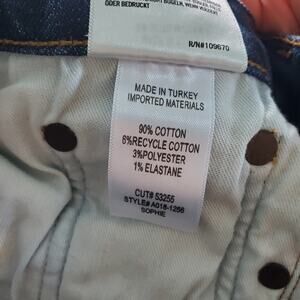 ODER BEDRUCKT
R/N#109670
MADE IN TURKEY
IMPORTED MATERIALS
90% COTTON
6%RECYCLE COTTON
3%POLYESTER
1% ELASTANE
CUT# 53255
STYLE# A018-1256
SOPHIE